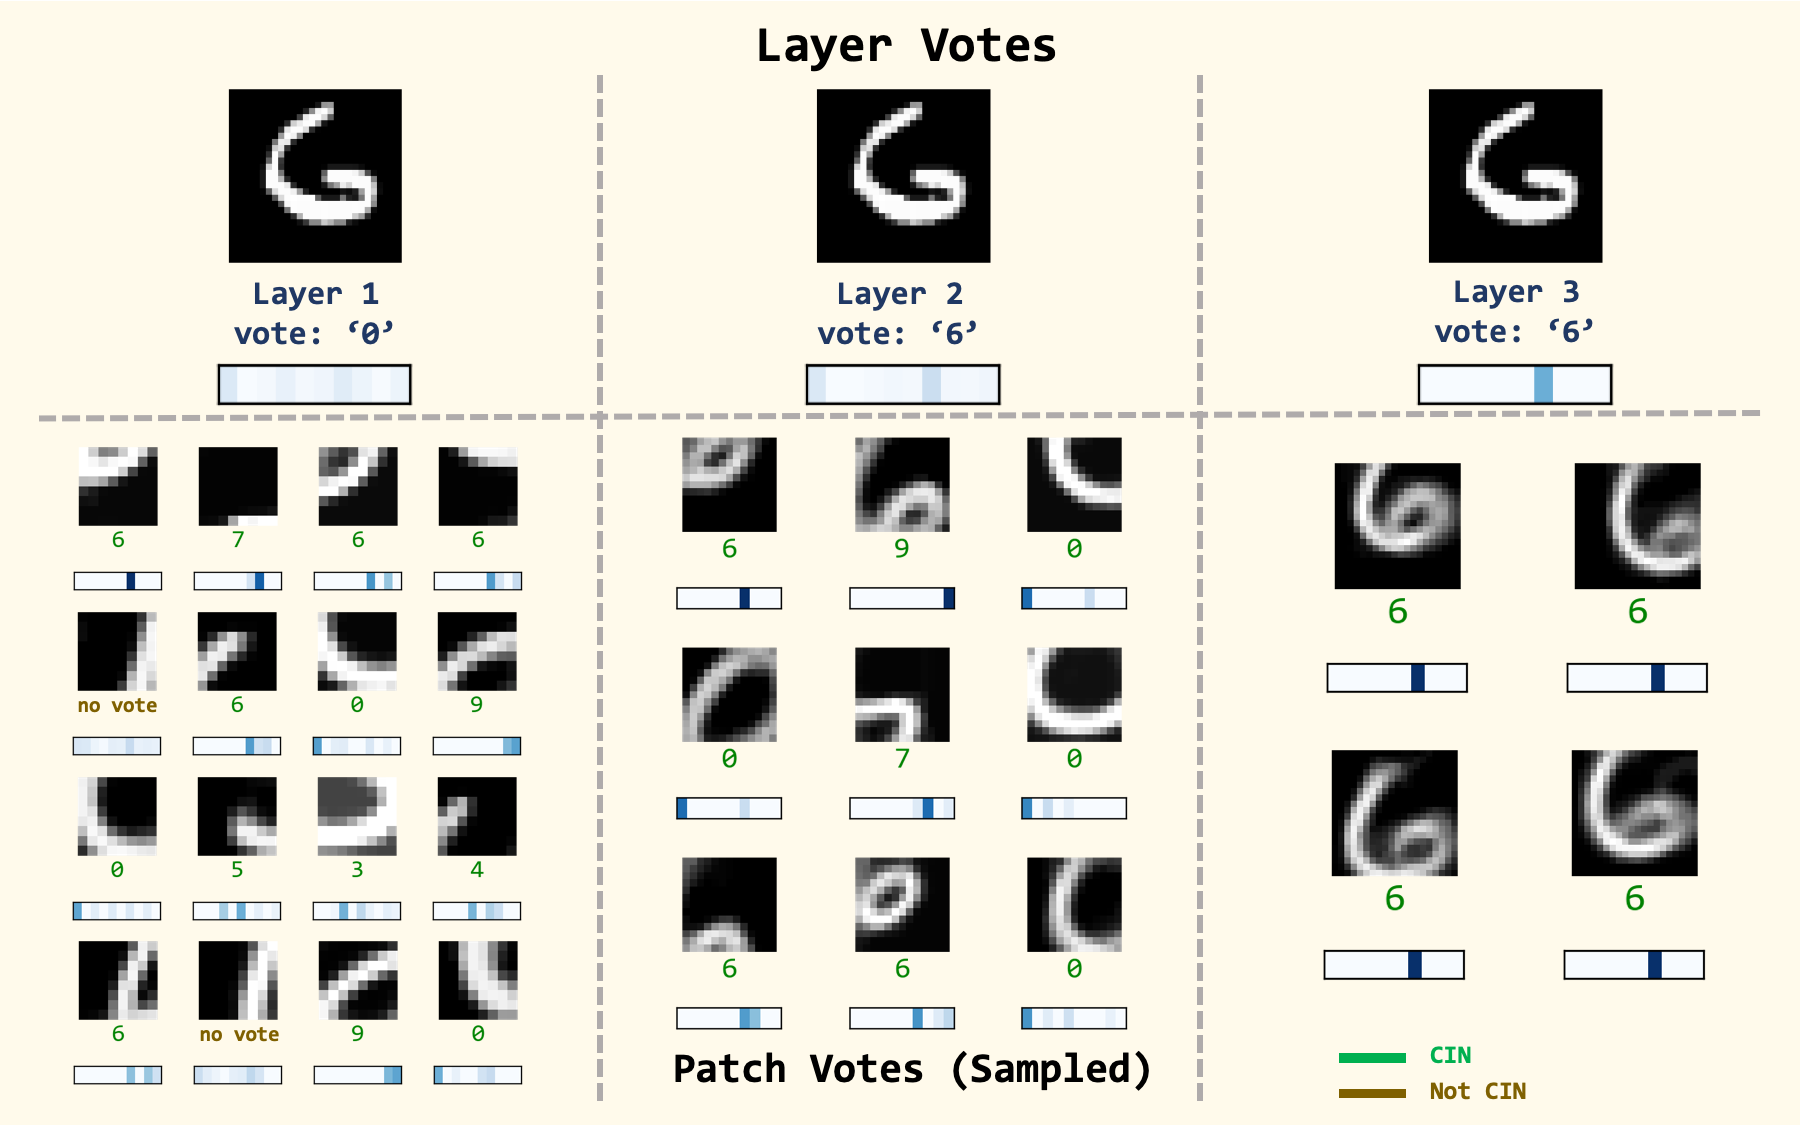 Layer Votes
Layer 1
vote: ‘0’
Layer 2
vote: ‘6’
Layer 3
vote: ‘6’
6 7 6 6
no vote 6 0 9
0 5 3 4
6 no vote 9 0
6 9 0
0 7 0
6 6 0
Patch Votes (Sampled)
6 6
6 6
CIN
Not CIN